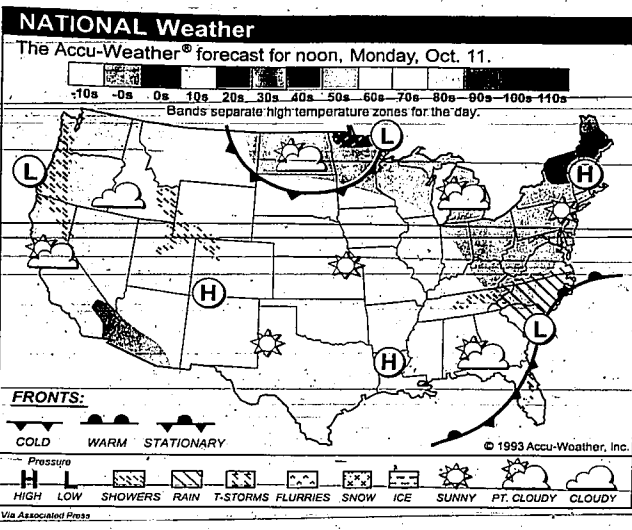 NATIONAL Weather
The Accu-Weather® forecast for noon, Monday, Oct. 11.
-10s -0s 0s 10s 20s 30s 40s 50s 60s 70s 80s 90s 100s 110s
Bands separate high temperature zones for the day.
L
L
H
H
L
H
FRONTS:
COLD WARM STATIONARY
© 1993 Accu-Weather, Inc.
Pressure
H L
HIGH LOW SHOWERS RAIN T-STORMS FLURRIES SNOW ICE SUNNY PT. CLOUDY CLOUDY
Via Associated Press